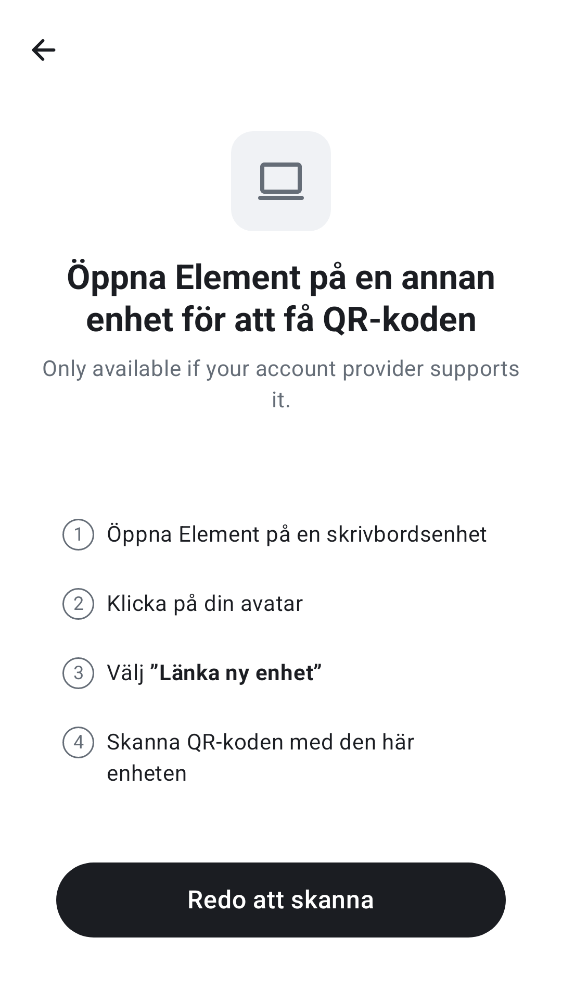 Öppna Element på en annan
enhet för att få QR-koden
Only available if your account provider supports
it.
1 Öppna Element på en skrivbordsenhet
2 Klicka på din avatar
3 Välj ”Länka ny enhet”
4 Skanna QR-koden med den här
enheten
Redo att skanna